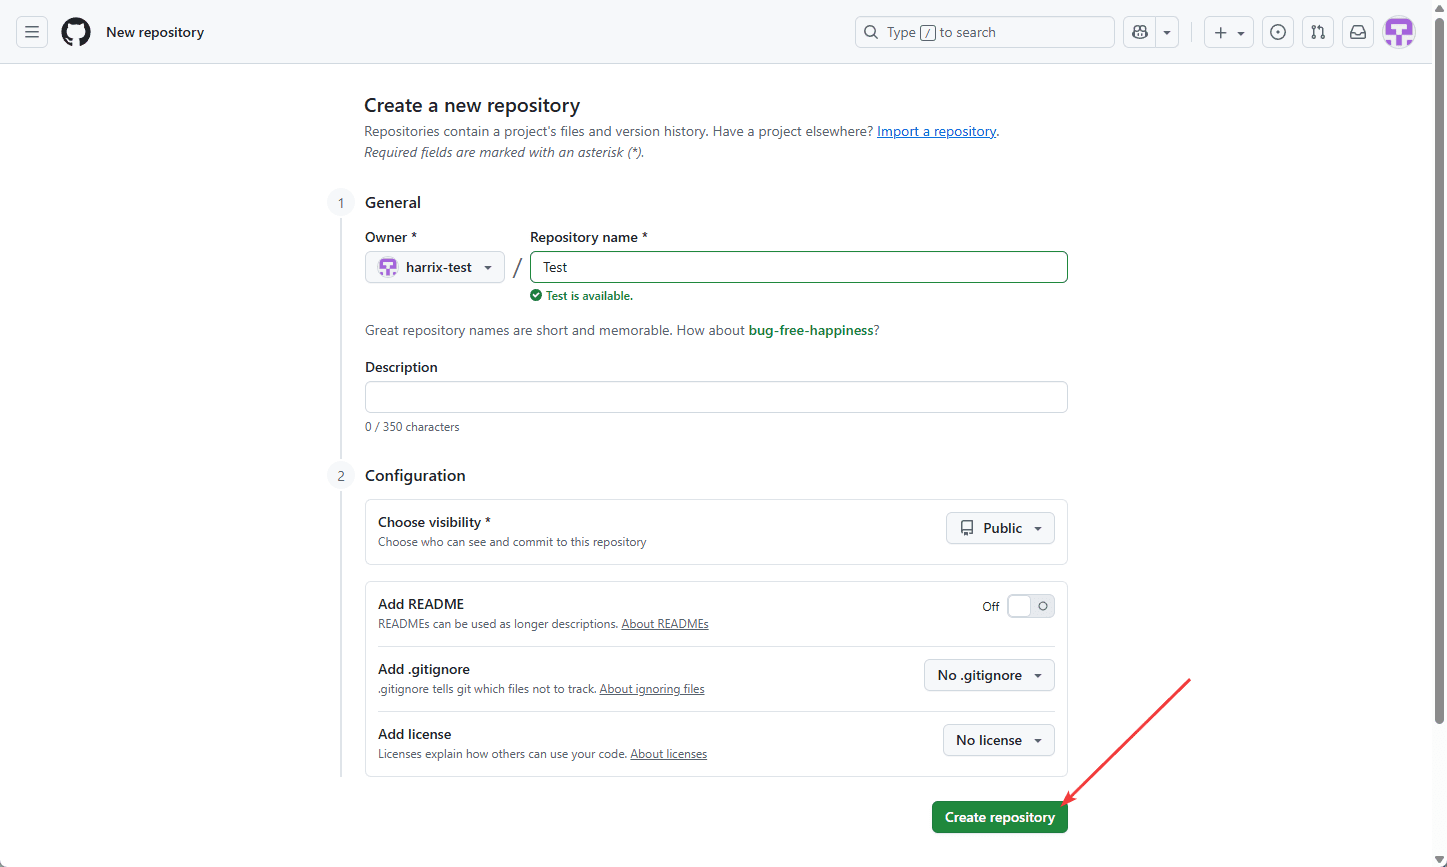 New repository
Type / to search
Create a new repository
Repositories contain a project's files and version history. Have a project elsewhere? Import a repository.
Required fields are marked with an asterisk (*).
1 General
Owner * Repository name *
harrix-test / Test
Test is available.
Great repository names are short and memorable. How about bug-free-happiness?
Description
0 / 350 characters
2 Configuration
Choose visibility *
Choose who can see and commit to this repository
Public
Add README
READMEs can be used as longer descriptions. About READMEs
Off
Add .gitignore
.gitignore tells git which files not to track. About ignoring files
No .gitignore
Add license
Licenses explain how others can use your code. About licenses
No license
Create repository